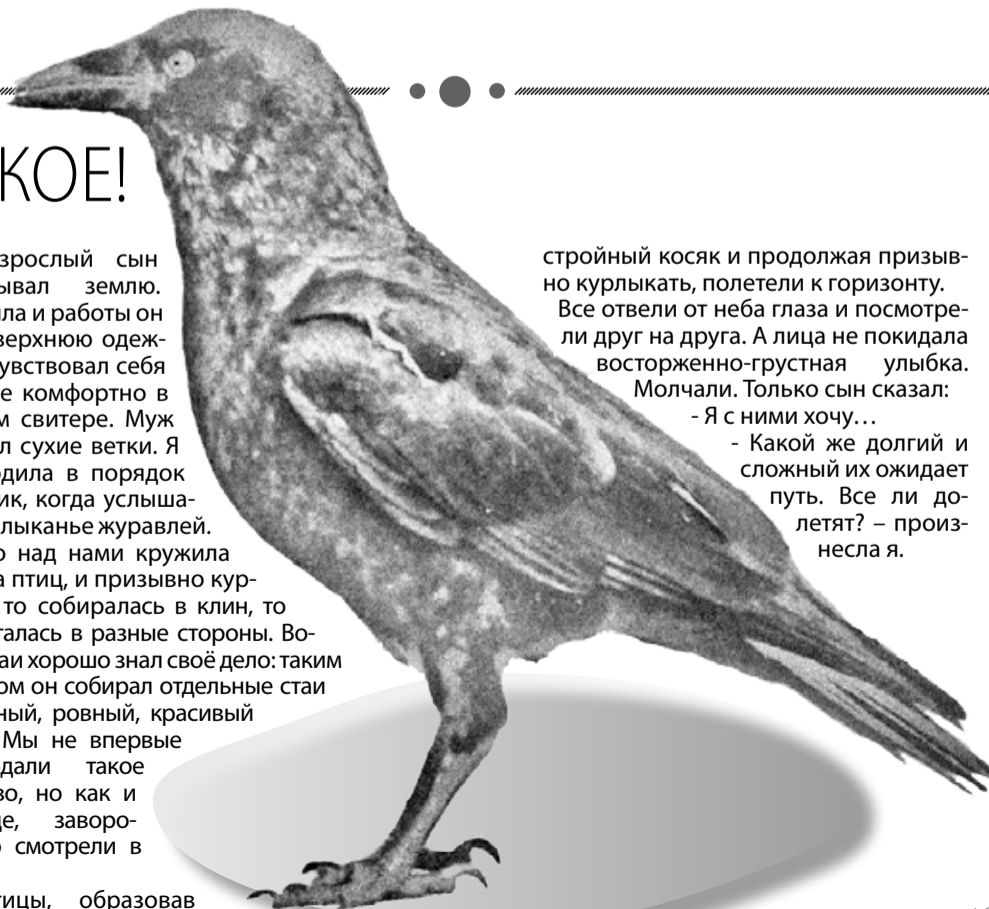 КОЕ!
зрослый сын
ывал землю.
ла и работы он
верхнюю одеж-
увствовал себя
е комфортно в
м свитере. Муж
л сухие ветки. Я
одила в порядок
ик, когда услыша-
лыканье журавлей.
о над нами кружила
а птиц, и призывно кур-
то собиралась в клин, то
талась в разные стороны. Во-
аи хорошо знал своё дело: таким
ом он собирал отдельные стаи
ный, ровный, красивый
Мы не впервые
дали такое
во, но как и
де, заворо-
о смотрели в
тицы, образовав
стройный косяк и продолжая призыв-
но курлыкать, полетели к горизонту.
Все отвели от неба глаза и посмотре-
ли друг на друга. А лица не покидала
восторженно-грустная улыбка.
Молчали. Только сын сказал:
- Я с ними хочу…
- Какой же долгий и
сложный их ожидает
путь. Все ли до-
летят? – произ-
несла я.